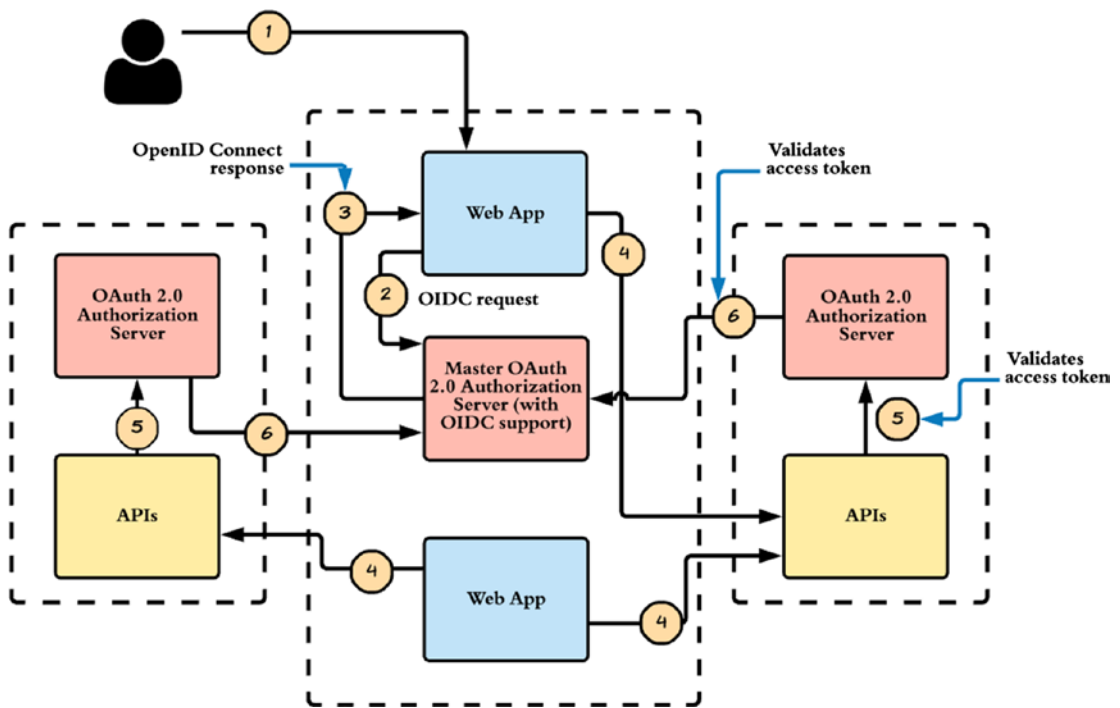 1
OpenID Connect
response
Validates
access token
3
Web App
4
2
OIDC request
OAuth 2.0
Authorization
Server
6
OAuth 2.0
Authorization
Server
Master OAuth
2.0 Authorization
Server (with
OIDC support)
Validates
access token
5
6
5
APIs
APIs
4
Web App
4